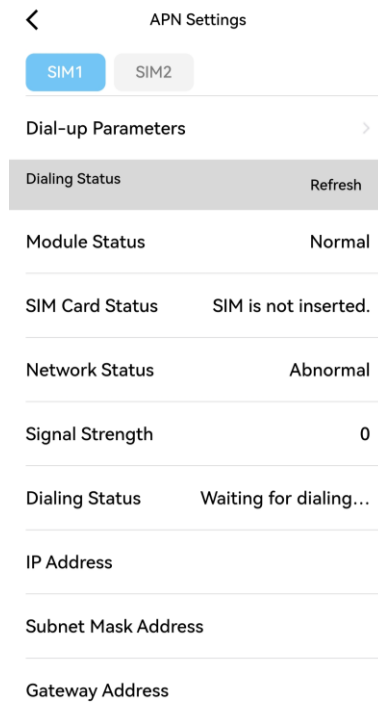 APN Settings
SIM1 SIM2
Dial-up Parameters
Dialing Status Refresh
Module Status Normal
SIM Card Status SIM is not inserted.
Network Status Abnormal
Signal Strength 0
Dialing Status Waiting for dialing...
IP Address
Subnet Mask Address
Gateway Address